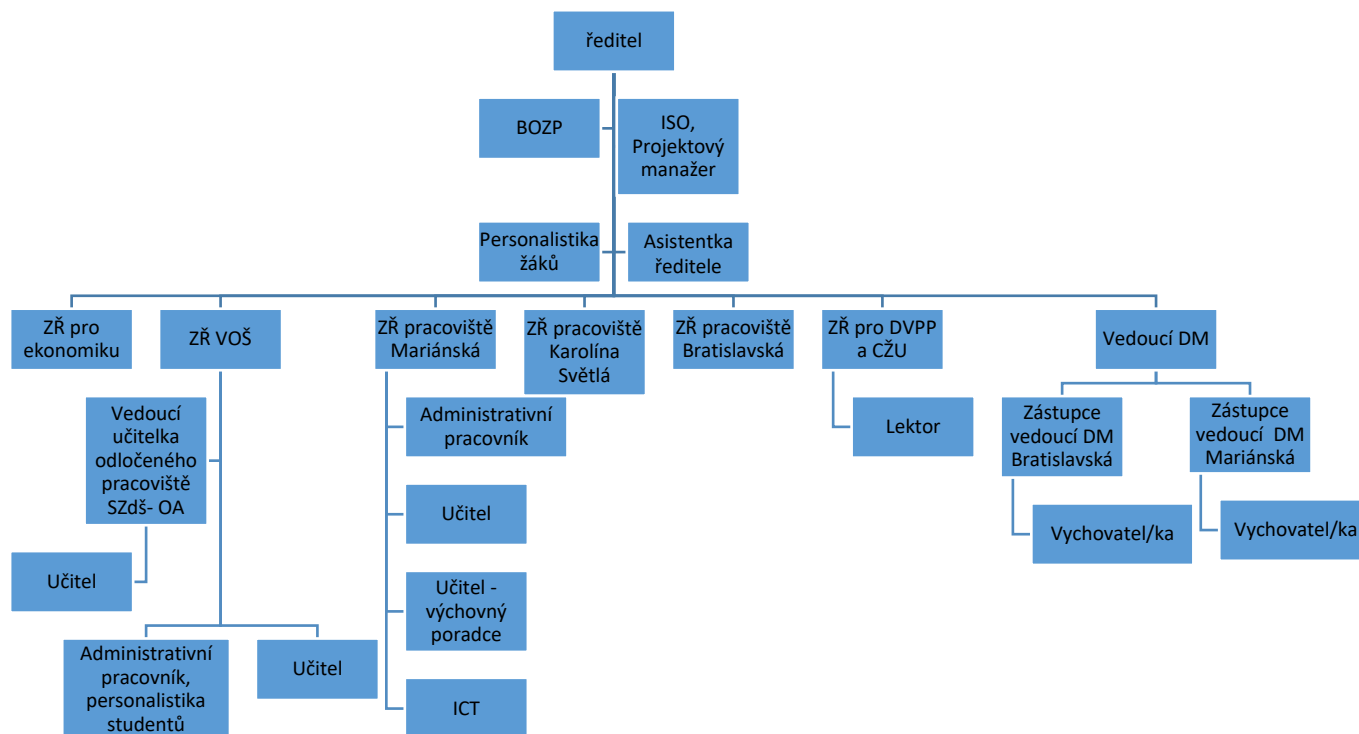 ředitel
BOZP
ISO,
Projektový
manažer
Personalistika
žáků
Asistentka
ředitele
ZŘ pro
ekonomiku
ZŘ VOŠ
ZŘ pracoviště
Mariánská
ZŘ pracoviště
Karolína
Světlá
ZŘ pracoviště
Bratislavská
ZŘ pro DVPP
a CŽU
Vedoucí DM
Vedoucí
učitelka
odločeného
pracoviště
SZdš- OA
Administrativní
pracovník
Lektor
Zástupce
vedoucí DM
Bratislavská
Zástupce
vedoucí DM
Mariánská
Učitel
Vychovatel/ka
Vychovatel/ka
Učitel
Učitel -
výchovný
poradce
Administrativní
pracovník,
personalistika
studentů
Učitel
ICT